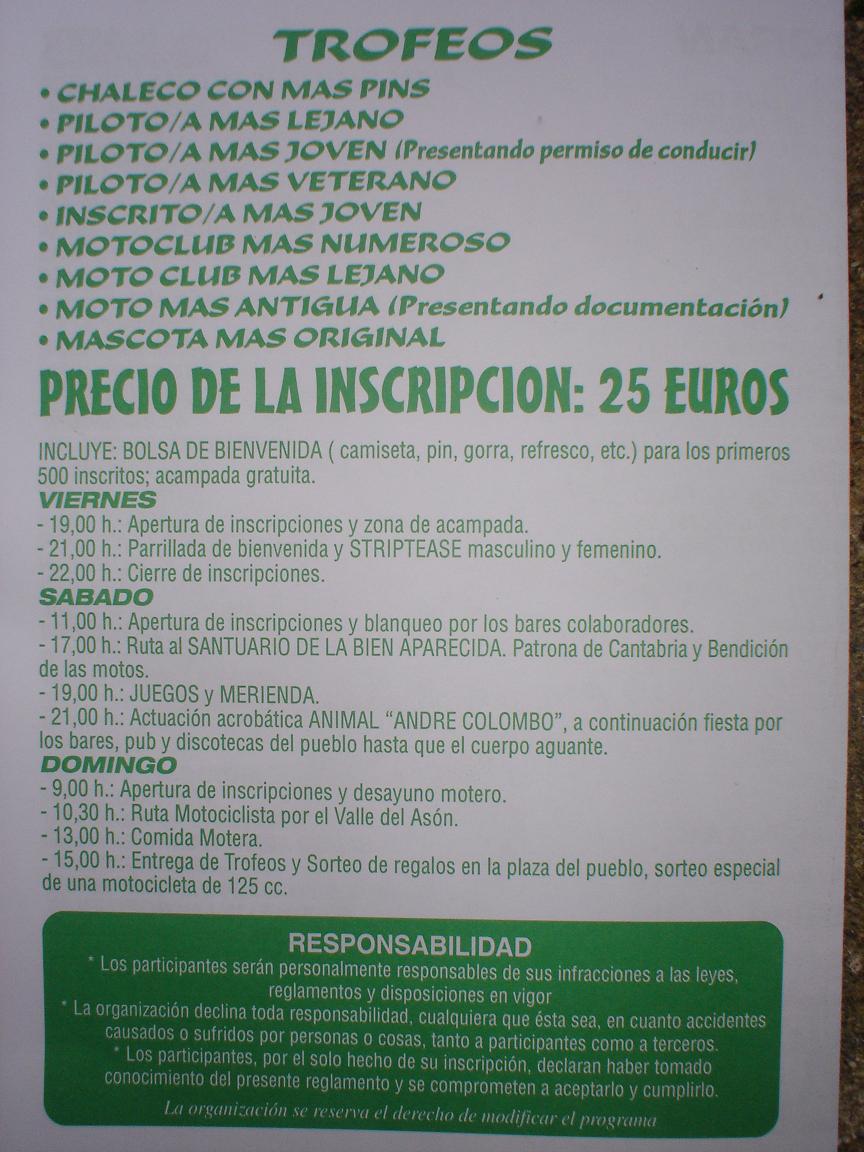 TROFEOS
• CHALECO CON MAS PINS
• PILOTO/A MAS LEJANO
• PILOTO/A MAS JOVEN (Presentando permiso de conducir)
• PILOTO/A MAS VETERANO
• INSCRITO/A MAS JOVEN
• MOTOCLUB MAS NUMEROSO
• MOTO CLUB MAS LEJANO
• MOTO MAS ANTIGUA (Presentando documentación)
• MASCOTA MAS ORIGINAL
PRECIO DE LA INSCRIPCION: 25 EUROS
INCLUYE: BOLSA DE BIENVENIDA ( camiseta, pin, gorra, refresco, etc.) para los primeros
500 inscritos; acampada gratuita.
VIERNES
- 19,00 h.: Apertura de inscripciones y zona de acampada.
- 21,00 h.: Parrillada de bienvenida y STRIPTEASE masculino y femenino.
- 22,00 h.: Cierre de inscripciones.
SABADO
- 11,00 h.: Apertura de inscripciones y blanqueo por los bares colaboradores.
- 17,00 h.: Ruta al SANTUARIO DE LA BIEN APARECIDA. Patrona de Cantabria y Bendición
de las motos.
- 19,00 h.: JUEGOS y MERIENDA.
- 21,00 h.: Actuación acrobática ANIMAL “ANDRE COLOMBO”, a continuación fiesta por
los bares, pub y discotecas del pueblo hasta que el cuerpo aguante.
DOMINGO
- 9,00 h.: Apertura de inscripciones y desayuno motero.
- 10,30 h.: Ruta Motociclista por el Valle del Asón.
- 13,00 h.: Comida Motera.
- 15,00 h.: Entrega de Trofeos y Sorteo de regalos en la plaza del pueblo, sorteo especial
de una motocicleta de 125 cc.
RESPONSABILIDAD
* Los participantes serán personalmente responsables de sus infracciones a las leyes,
reglamentos y disposiciones en vigor
* La organización declina toda responsabilidad, cualquiera que ésta sea, en cuanto accidentes
causados o sufridos por personas o cosas, tanto a participantes como a terceros.
* Los participantes, por el solo hecho de su inscripción, declaran haber tomado
conocimiento del presente reglamento y se comprometen a aceptarlo y cumplirlo.
La organización se reserva el derecho de modificar el programa